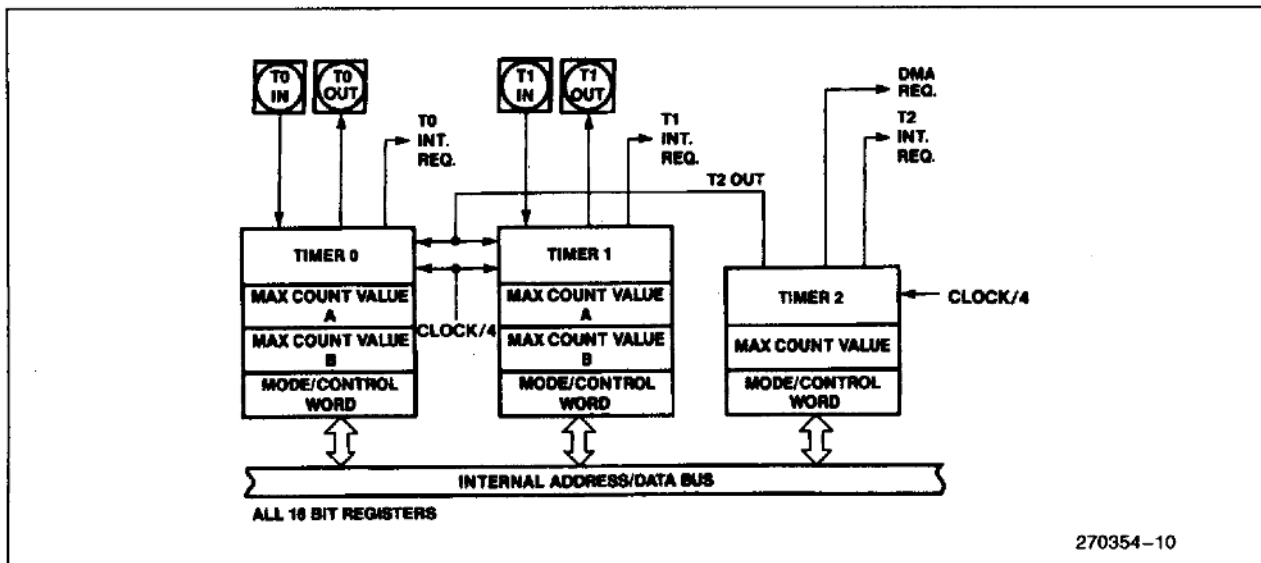 T0
IN
T0
OUT
T1
IN
T1
OUT
DMA
REQ.
T0
INT.
REQ.
T1
INT.
REQ.
T2
INT.
REQ.
T2 OUT
TIMER 0
MAX COUNT VALUE
A
MAX COUNT VALUE
B
MODE/CONTROL
WORD
CLOCK/4
TIMER 1
MAX COUNT VALUE
A
MAX COUNT VALUE
B
MODE/CONTROL
WORD
TIMER 2
MAX COUNT VALUE
MODE/CONTROL
WORD
CLOCK/4
INTERNAL ADDRESS/DATA BUS
ALL 16 BIT REGISTERS
270354-10